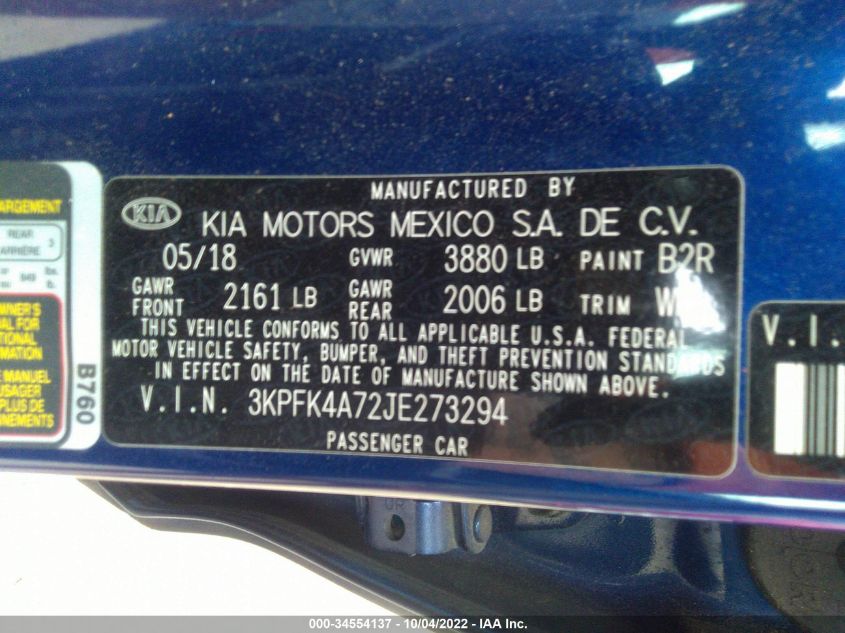 MANUFACTURED BY
KIA KIA MOTORS MEXICO S.A. DE C.V.
05/18 GVWR 3880 LB PAINT B2R
GAWR FRONT 2161 LB GAWR REAR 2006 LB TRIM
THIS VEHICLE CONFORMS TO ALL APPLICABLE U.S.A. FEDERAL
MOTOR VEHICLE SAFETY, BUMPER, AND THEFT PREVENTION STANDARDS
IN EFFECT ON THE DATE OF MANUFACTURE SHOWN ABOVE.
V.I.N. 3KPFK4A72JE273294
PASSENGER CAR
REAR
3
B760
V.I.
000-34554137 - 10/04/2022 - IAA Inc.